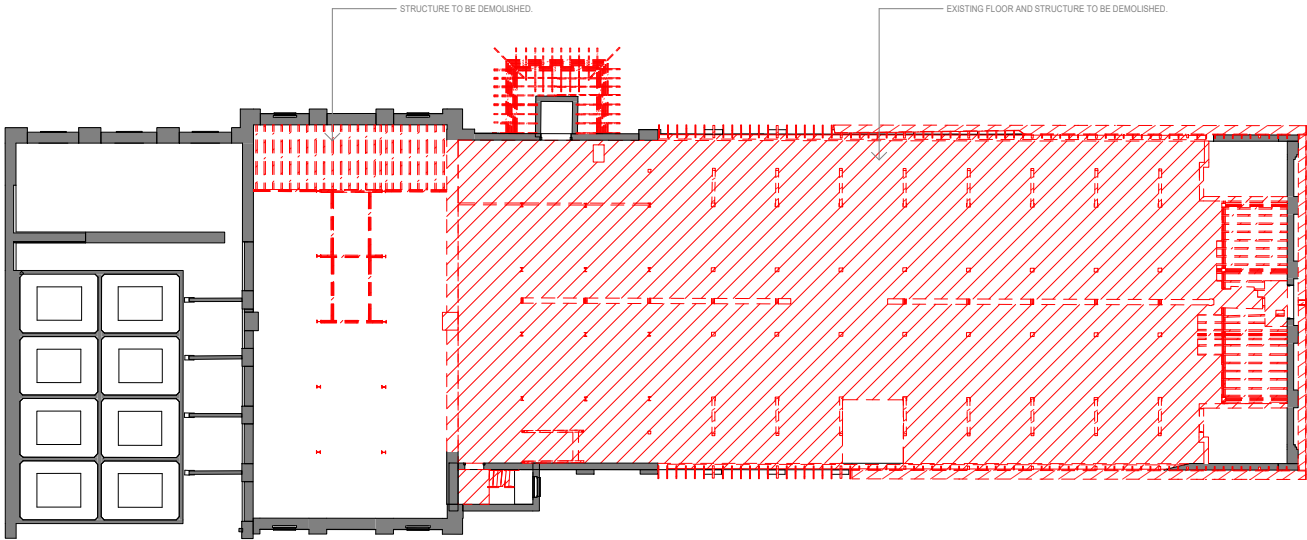 STRUCTURE TO BE DEMOLISHED.
EXISTING FLOOR AND STRUCTURE TO BE DEMOLISHED.